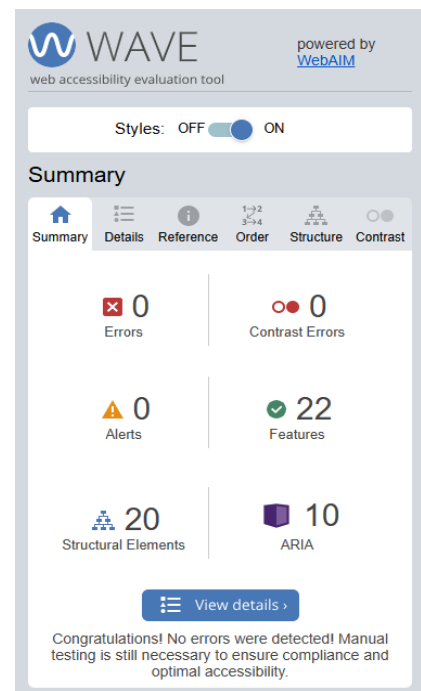 WAVE
web accessibility evaluation tool
powered by
WebAIM
Styles: OFF ON
Summary
1→2
3→4
Summary Details Reference Order Structure Contrast
0
Errors
0
Contrast Errors
0
Alerts
22
Features
20
Structural Elements
10
ARIA
View details ›
Congratulations! No errors were detected! Manual
testing is still necessary to ensure compliance and
optimal accessibility.